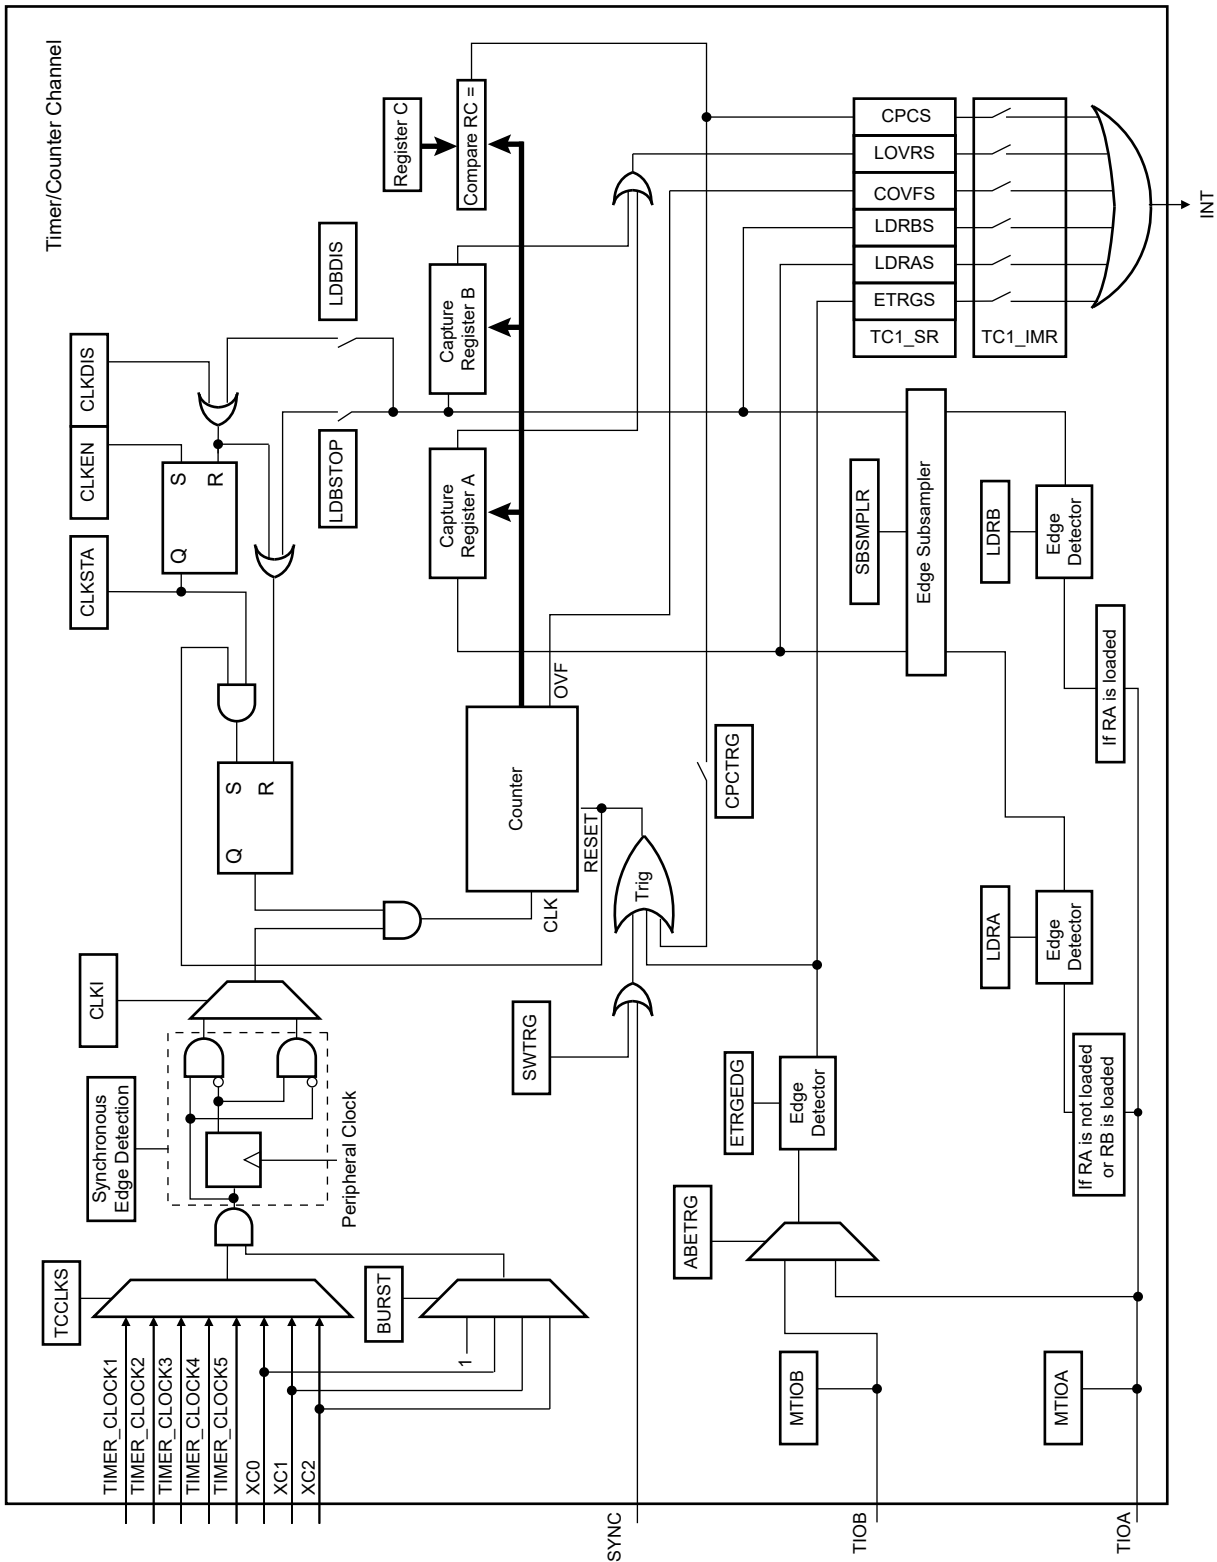 Timer/Counter Channel
TCCLKS
TIMER_CLOCK1
TIMER_CLOCK2
TIMER_CLOCK3
TIMER_CLOCK4
TIMER_CLOCK5
XC0
XC1
XC2
Synchronous
Edge Detection
Peripheral Clock
CLKI
BURST
1
CLKSTA
CLKEN
CLKDIS
Q
S
R
Q
S
R
LDBSTOP
LDBDIS
Register C
Capture
Register A
Capture
Register B
Compare RC =
Counter
CLK
OVF
RESET
Trig
SWTRG
CPCTRG
SYNC
ABETRG
ETRGEDG
Edge
Detector
MTIOB
TIOB
MTIOA
TIOA
LDRA
Edge
Detector
If RA is not loaded
or RB is loaded
SBSMPLR
Edge Subsampler
LDRB
Edge
Detector
If RA is loaded
CPCS
LOVRS
COVFS
LDRBS
LDRAS
ETRGS
TC1_SR
TC1_IMR
INT